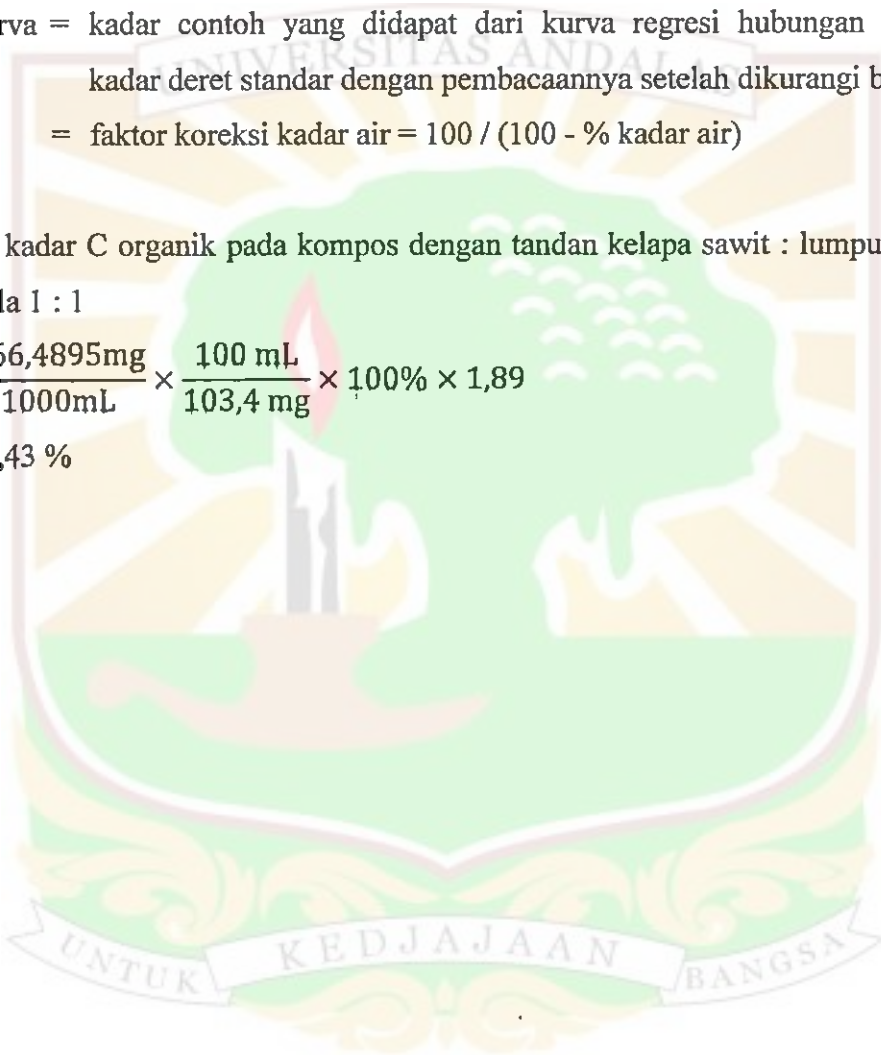 rva = kadar contoh yang didapat dari kurva regresi hubungan
UNIVERSITAS ANDALAS
kadar deret standar dengan pembacaannya setelah dikurangi b
= faktor koreksi kadar air = 100 / (100 - % kadar air)
kadar C organik pada kompos dengan tandan kelapa sawit : lumpu
la 1 : 1
66,4895mg / 1000mL × 100 mL / 103,4 mg × 100% × 1,89
,43 %
UNTUK KEDJAJAAN BANGSA